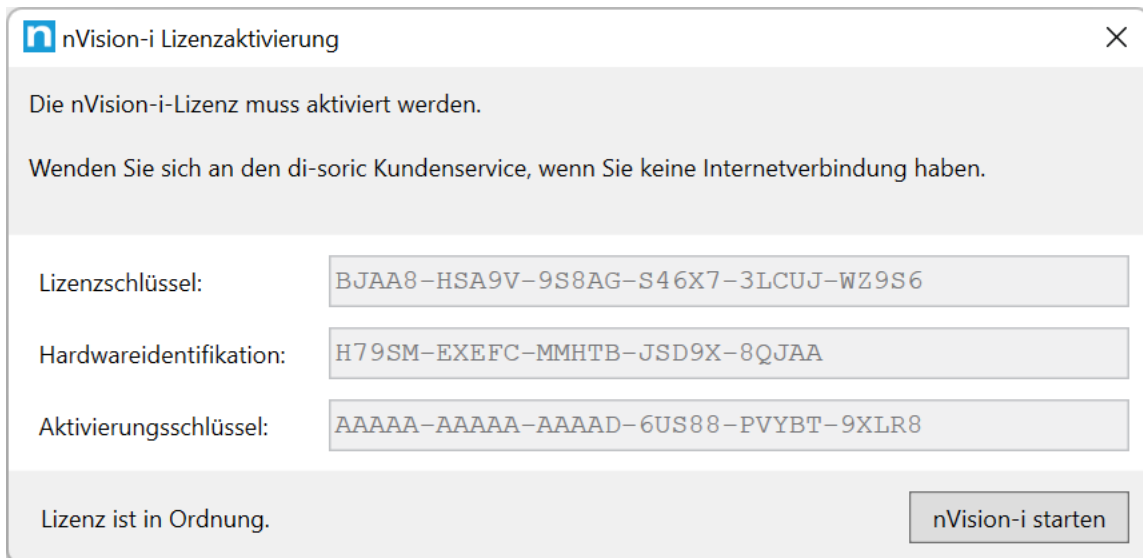 n nVision-i Lizenzaktivierung
Die nVision-i-Lizenz muss aktiviert werden.
Wenden Sie sich an den di-soric Kundenservice, wenn Sie keine Internetverbindung haben.
Lizenzschlüssel: BJAA8-HSA9V-9S8AG-S46X7-3LCUJ-WZ9S6
Hardwareidentifikation: H79SM-EXEFC-MMHTB-JSD9X-8QJAA
Aktivierungsschlüssel: AAAAA-AAAAA-AAAAD-6US88-PVYBT-9XLR8
Lizenz ist in Ordnung. nVision-i starten